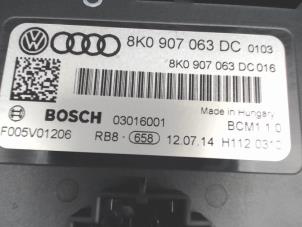 8K0 907 063 DC 0103
8K0 907 063 DC 016
Made in Hungary
BOSCH 03016001 BCM1 1.0
F005V01206 RB8- 658 12.07.14 H112